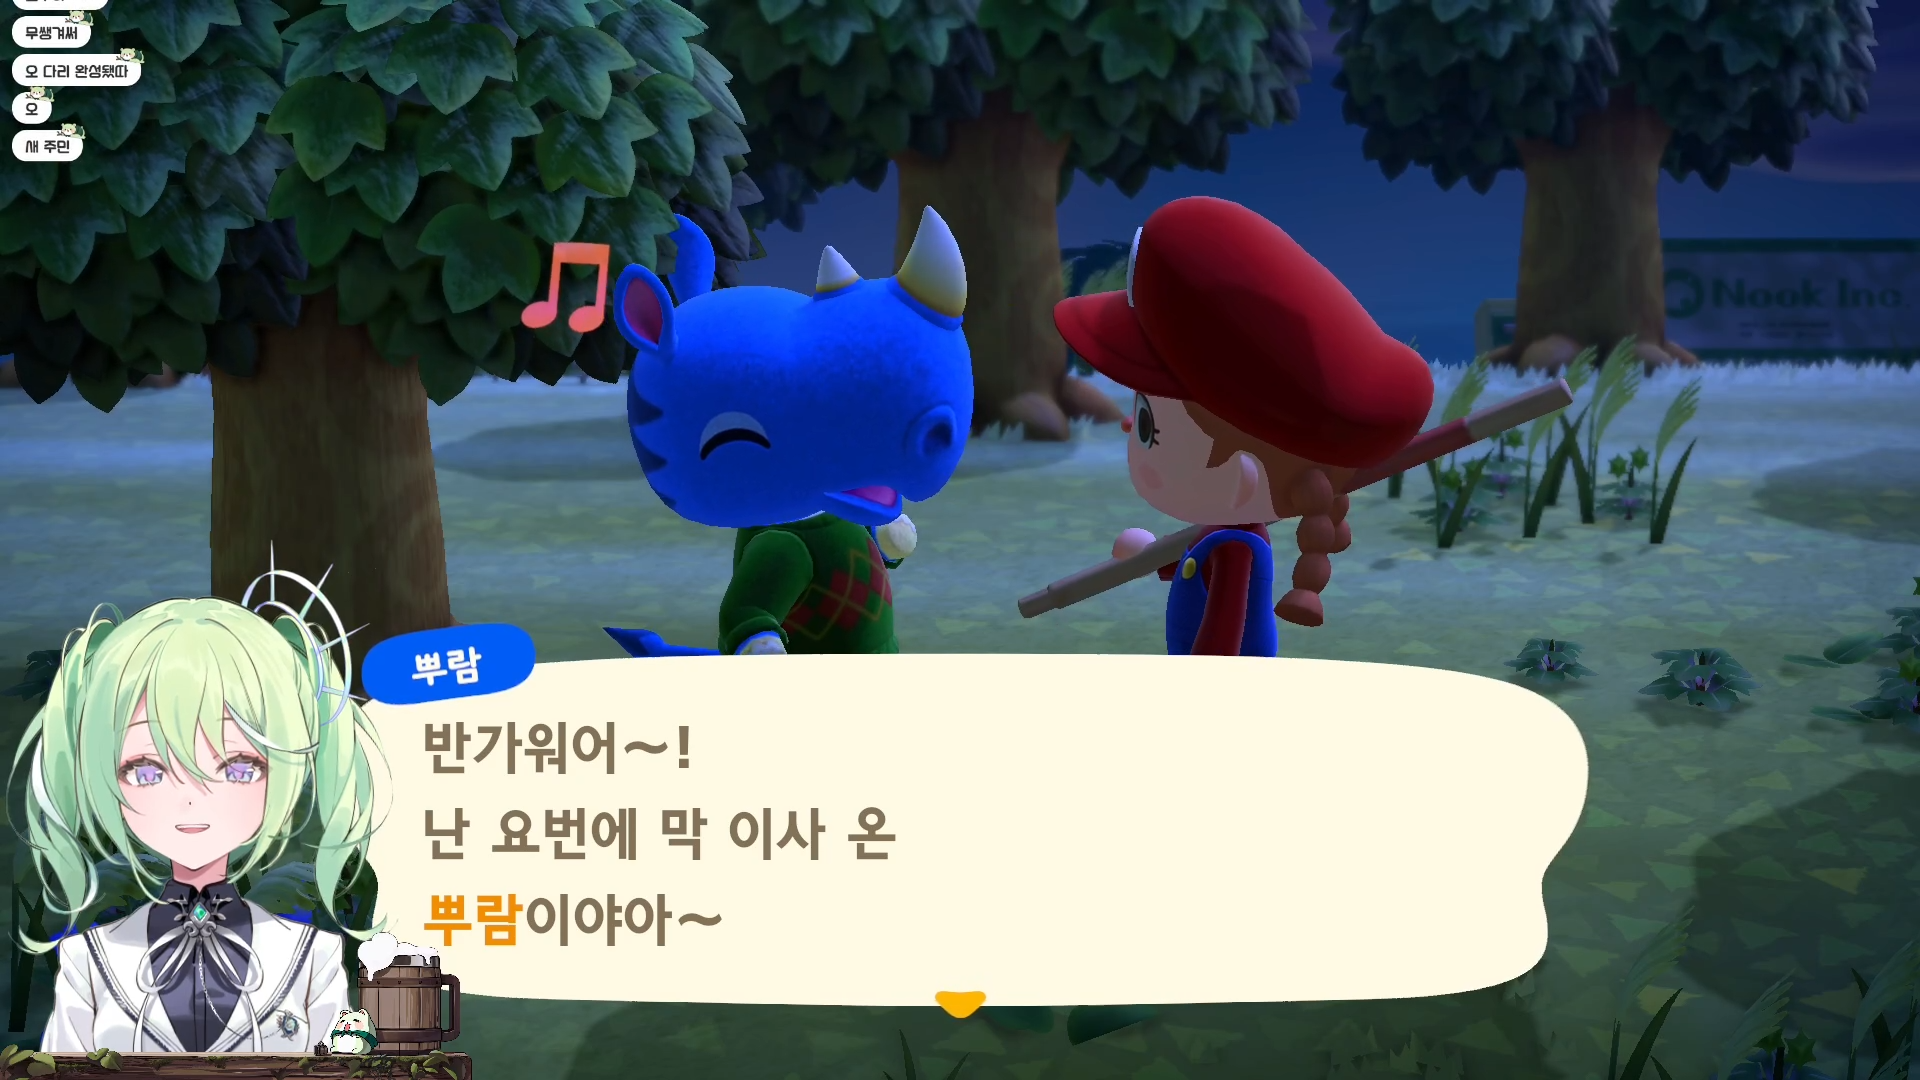 무쌩겨써
오 다리 완성됐따
오
새 주민
Nook Inc.
뿌람
반가워어~!
난 요번에 막 이사 온
뿌람이야아~